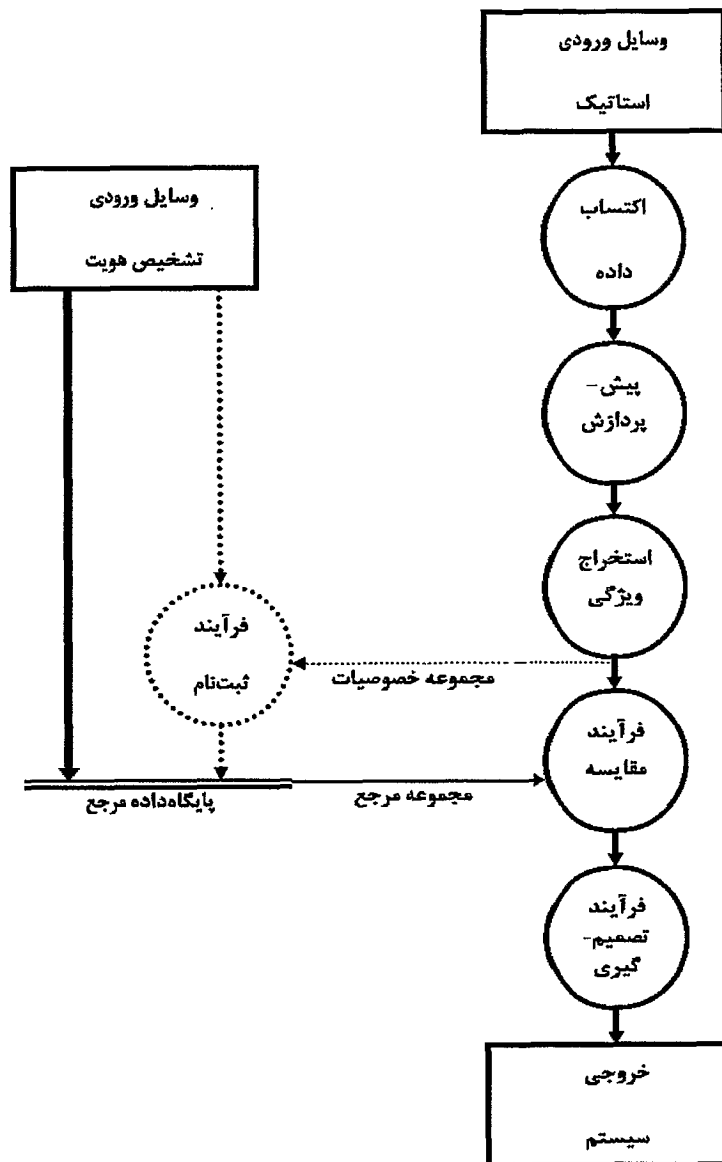 وسایل ورودی
استاتیک
وسایل ورودی
تشخیص هویت
اکتساب
داده
پیش-
پردازش
استخراج
ویژگی
فرآیند
ثبت‌نام
مجموعه خصوصیات
فرآیند
مقایسه
مجموعه مرجع
پایگاه‌داده مرجع
فرآیند
تصمیم-
گیری
خروجی
سیستم